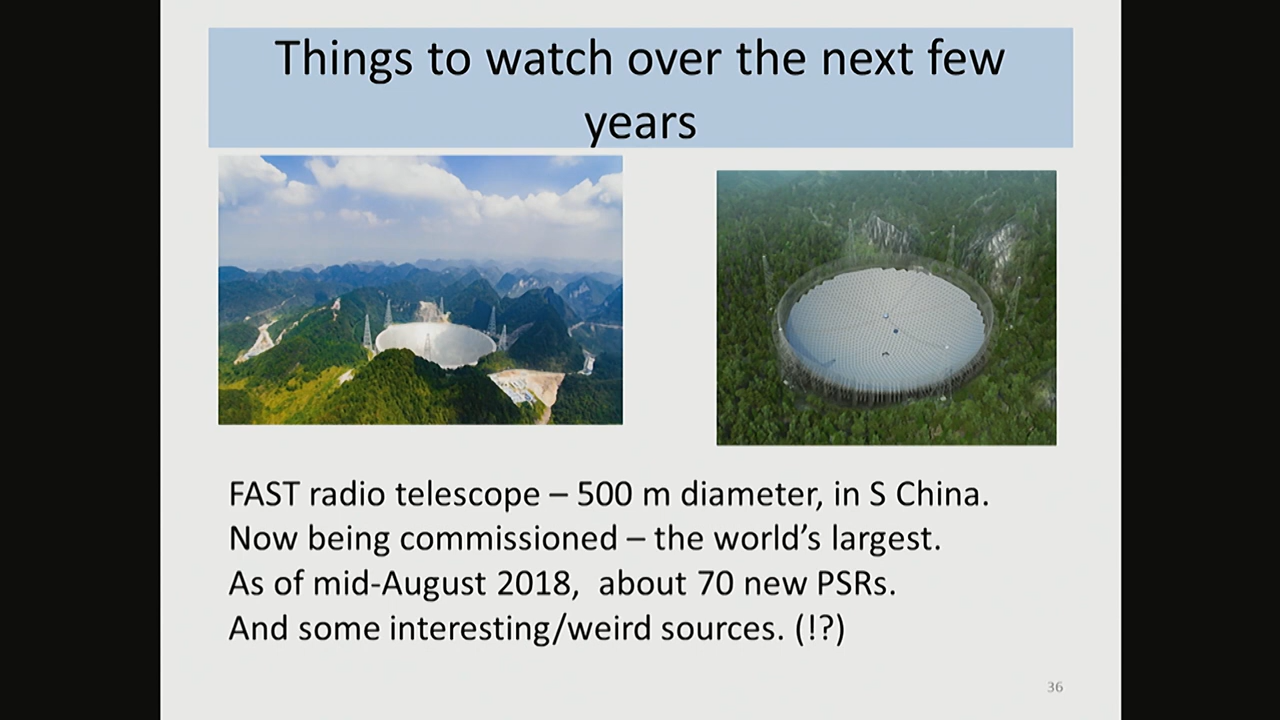 Things to watch over the next few
years
FAST radio telescope – 500 m diameter, in S China.
Now being commissioned – the world’s largest.
As of mid-August 2018,  about 70 new PSRs.
And some interesting/weird sources. (!?)
36